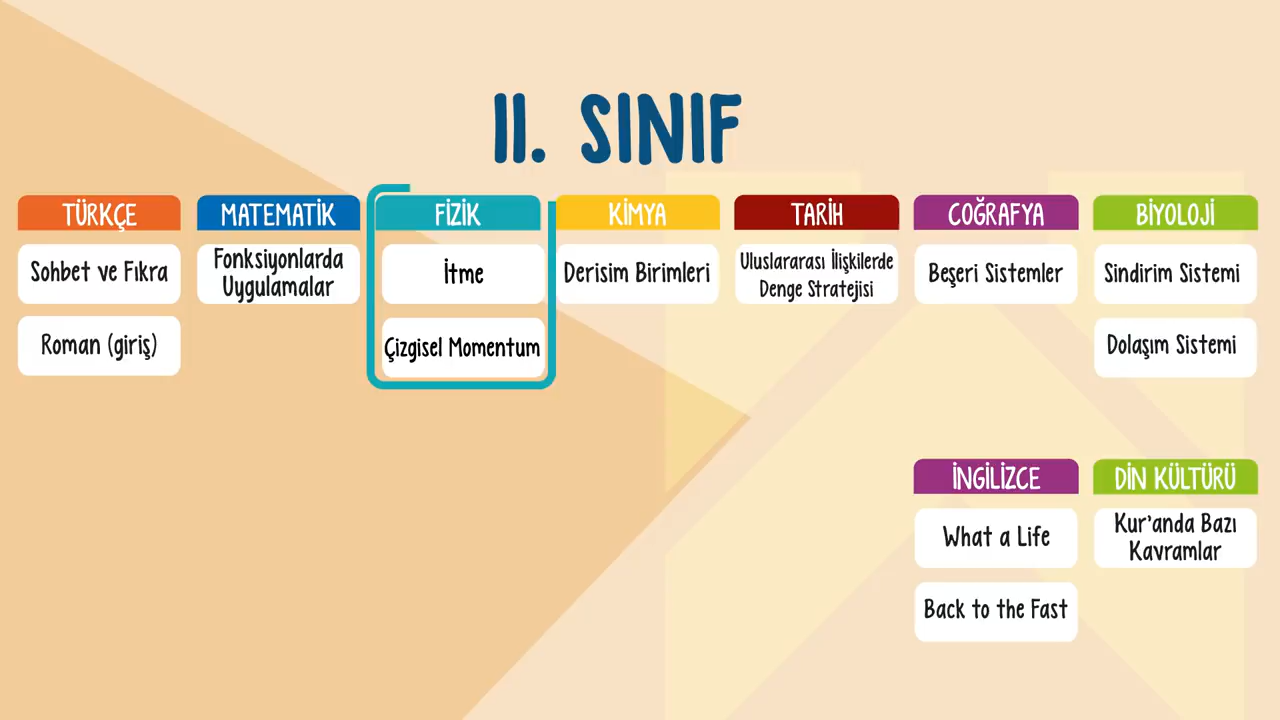 11. SINIF
TÜRKÇE
Sohbet ve Fıkra
Roman (giriş)
MATEMATİK
Fonksiyonlarda
Uygulamalar
FİZİK
İtme
Çizgisel Momentum
KİMYA
Derisim Birimleri
TARİH
Uluslararası İlişkilerde
Denge Stratejisi
COĞRAFYA
Beşeri Sistemler
BİYOLOJİ
Sindirim Sistemi
Dolaşım Sistemi
İNGİLİZCE
What a Life
Back to the Fast
DİN KÜLTÜRÜ
Kur'anda Bazı
Kavramlar